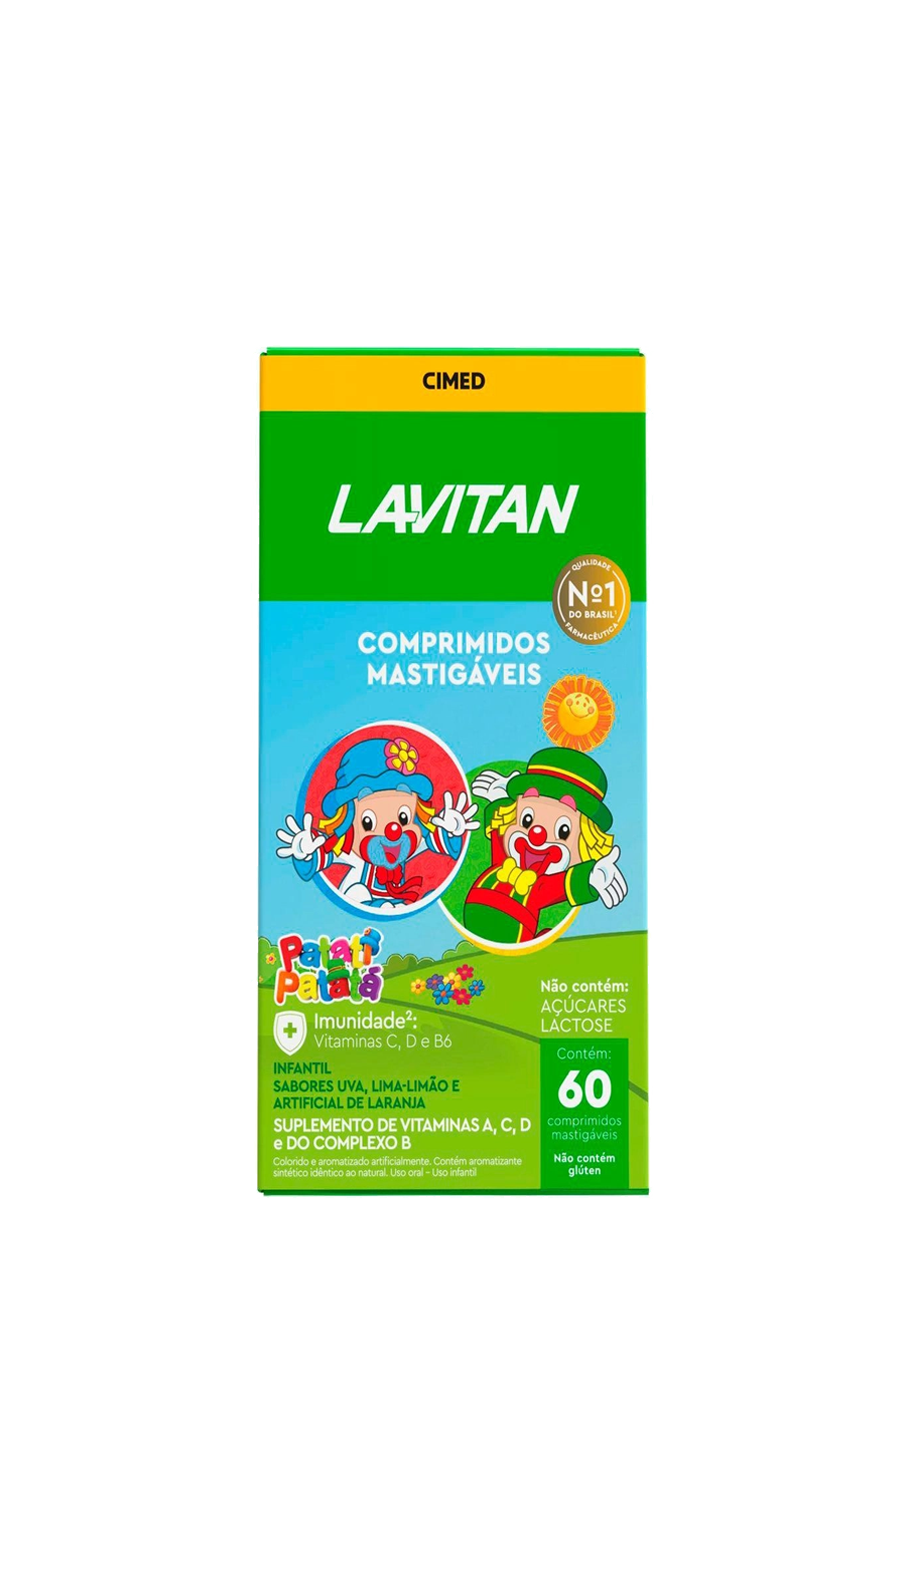 CIMED
LAVITAN
QUALIDADE
Nº1
DO BRASIL¹
FARMACÊUTICA
COMPRIMIDOS
MASTIGÁVEIS
Patati
Patatá
Não contém:
AÇÚCARES
LACTOSE
Imunidade²:
Vitaminas C, D e B6
INFANTIL
SABORES UVA, LIMA-LIMÃO E
ARTIFICIAL DE LARANJA
SUPLEMENTO DE VITAMINAS A, C, D
e DO COMPLEXO B
Colorido e aromatizado artificialmente. Contém aromatizante
sintético idêntico ao natural. Uso oral – Uso infantil
Contém:
60
comprimidos
mastigáveis
Não contém
glúten